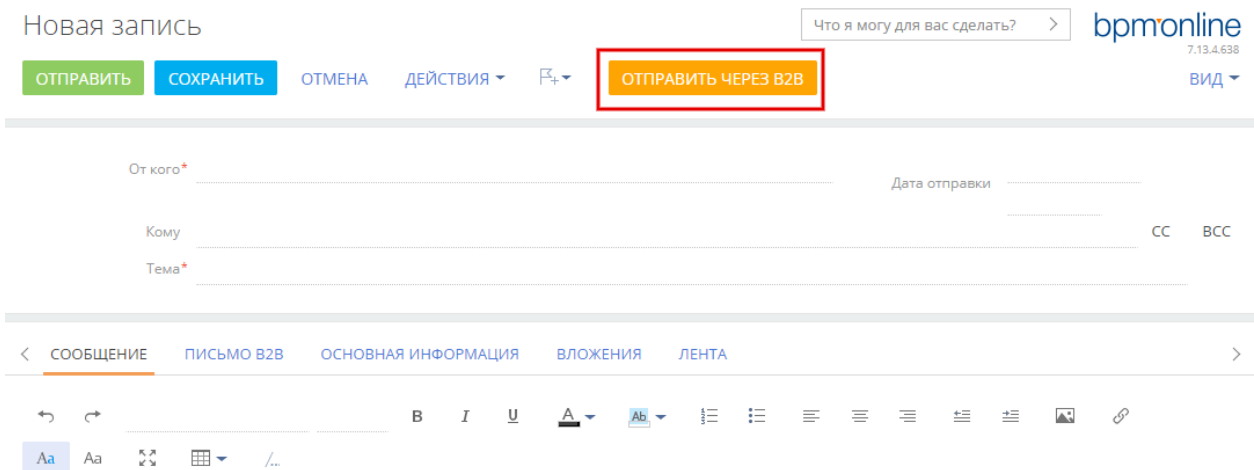 Новая запись
Что я могу для вас сделать?
bpm'online
7.13.4.638
ОТПРАВИТЬ СОХРАНИТЬ ОТМЕНА ДЕЙСТВИЯ ОТПРАВИТЬ ЧЕРЕЗ B2B ВИД
От кого*
Дата отправки
Кому CC BCC
Тема*
СООБЩЕНИЕ ПИСЬМО B2B ОСНОВНАЯ ИНФОРМАЦИЯ ВЛОЖЕНИЯ ЛЕНТА
B I U A Ab
Aa Aa /...